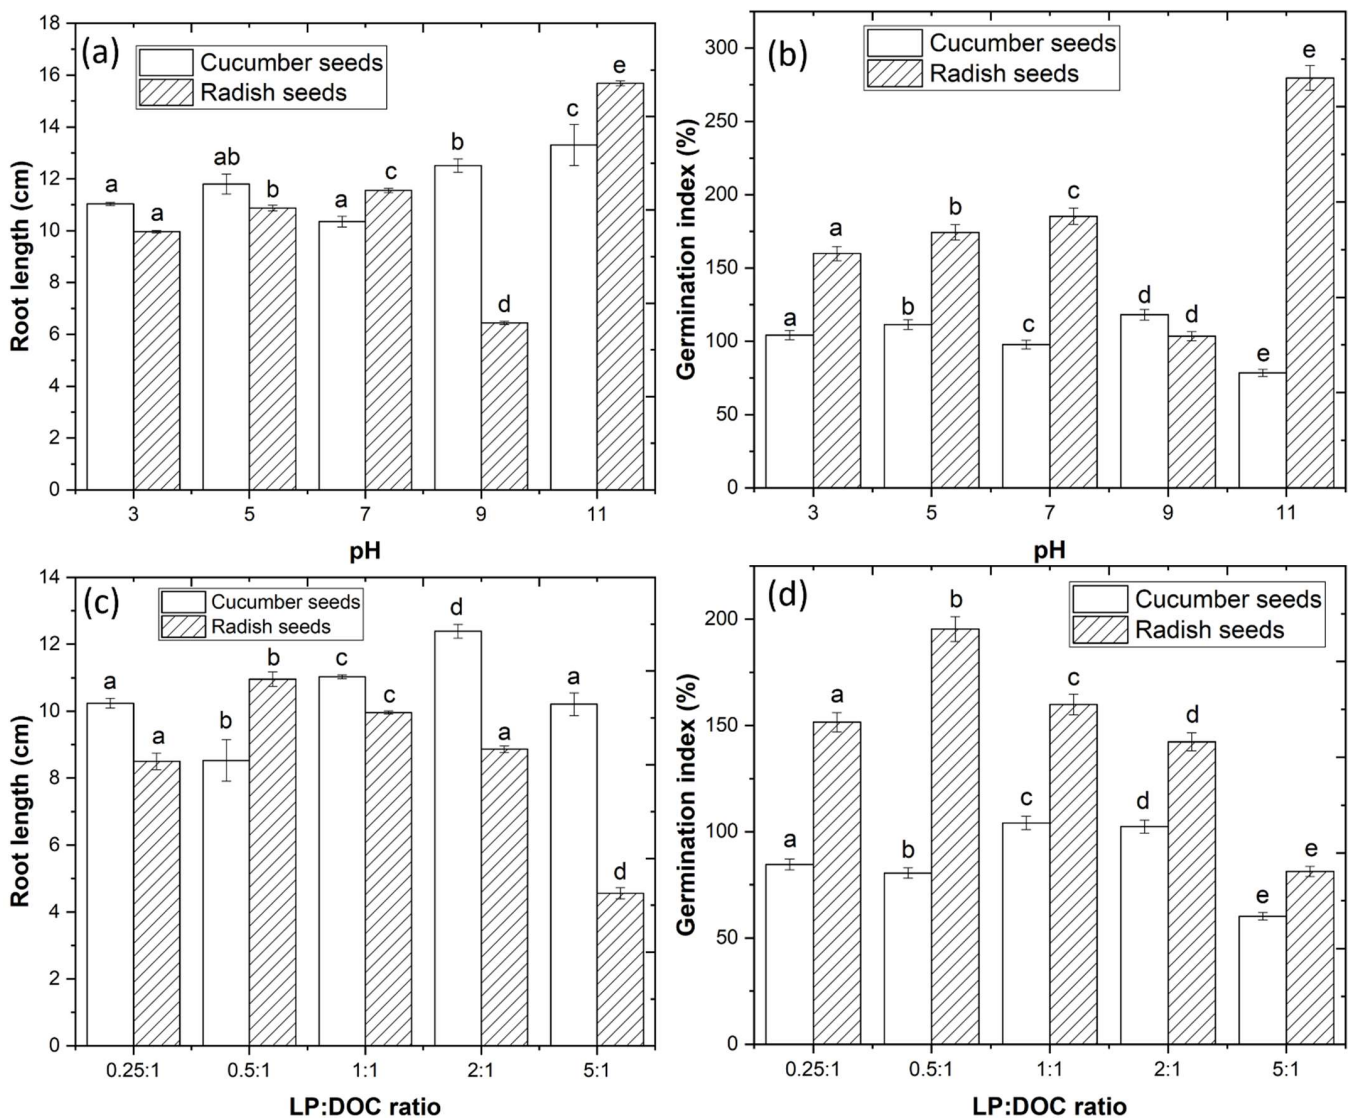 (a)
Cucumber seeds
Radish seeds
Root length (cm)
18
16
14
12
10
8
6
4
2
0
a
a
ab
b
a
c
b
d
c
e
3 5 7 9 11
pH
(b)
Cucumber seeds
Radish seeds
Germination index (%)
300
250
200
150
100
50
0
a
a
b
b
c
c
d
d
e
e
3 5 7 9 11
pH
(c)
Cucumber seeds
Radish seeds
Root length (cm)
14
12
10
8
6
4
2
0
a
a
b
b
c
c
d
a
a
d
0.25:1 0.5:1 1:1 2:1 5:1
LP:DOC ratio
(d)
Cucumber seeds
Radish seeds
Germination index (%)
200
150
100
50
0
a
a
b
b
c
c
d
d
e
e
0.25:1 0.5:1 1:1 2:1 5:1
LP:DOC ratio